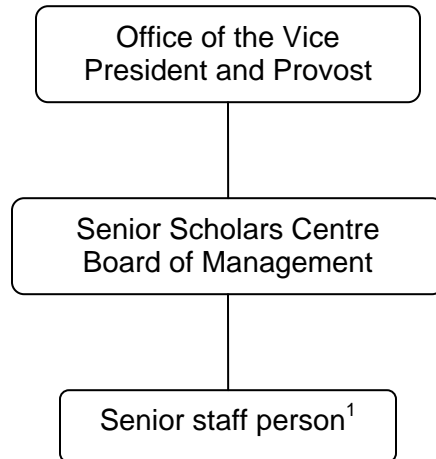 Office of the Vice
President and Provost
Senior Scholars Centre
Board of Management
Senior staff person¹